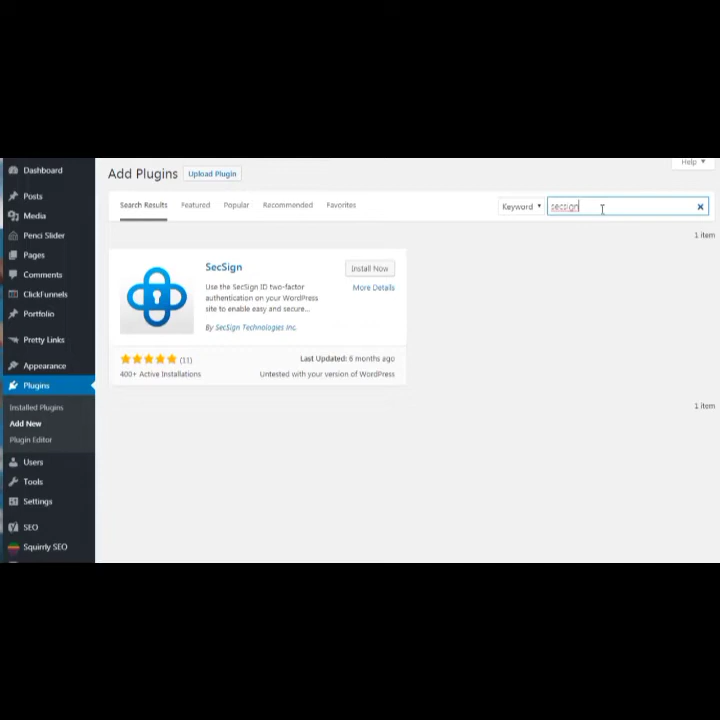 Help ▼
Dashboard
Posts
Media
Penci Slider
Pages
Comments
ClickFunnels
Portfolio
Pretty Links
Appearance
Plugins
Installed Plugins
Add New
Plugin Editor
Users
Tools
Settings
SEO
Squirrly SEO
Add Plugins
Upload Plugin
Search Results Featured Popular Recommended Favorites
Keyword ▼ secsign
1 item
SecSign
Install Now
More Details
Use the SecSign ID two-factor
authentication on your WordPress
site to enable easy and secure...
By SecSign Technologies Inc.
(11)
Last Updated: 6 months ago
400+ Active Installations
Untested with your version of WordPress
1 item